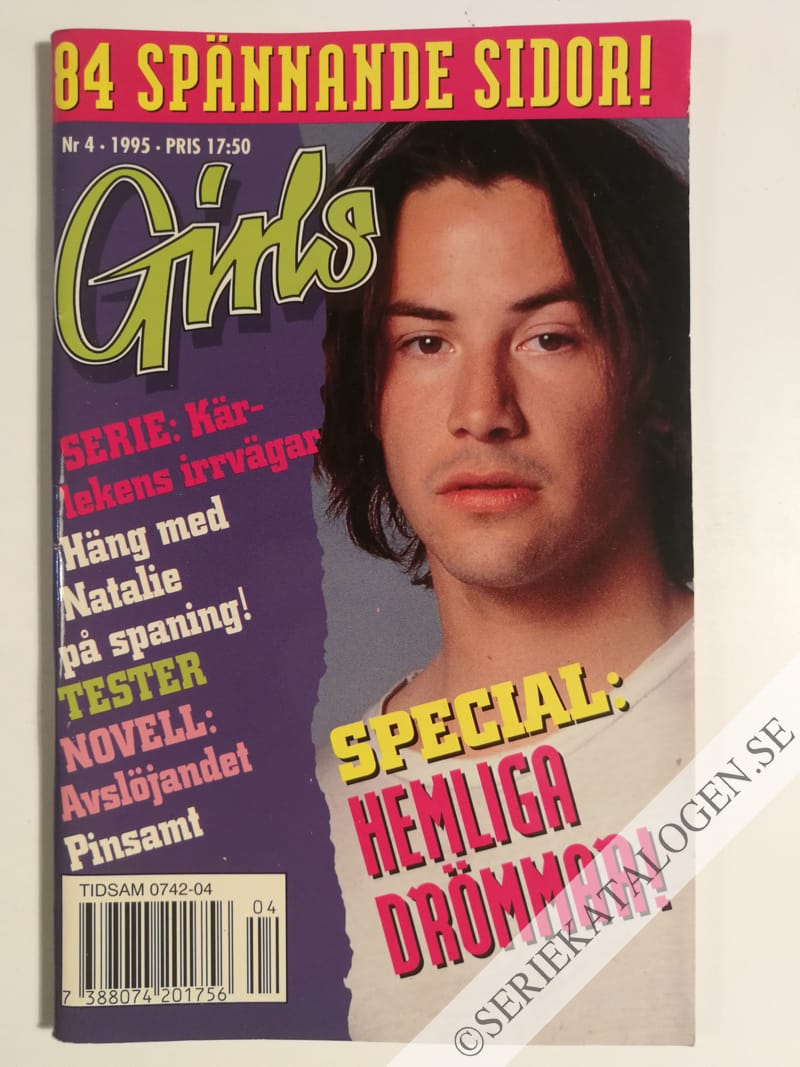 84 SPÄNNANDE SIDOR!
Nr 4 · 1995 · PRIS 17:50
Girls
SERIE: Kär-
lekens irrvägar
Häng med
Natalie
på spaning!
TESTER
NOVELL:
Avslöjandet
Pinsamt
SPECIAL:
HEMLIGA
DRÖMMAR!
TIDSAM 0742-04
04
7 388074 201756
©SERIEKATALOGEN.SE